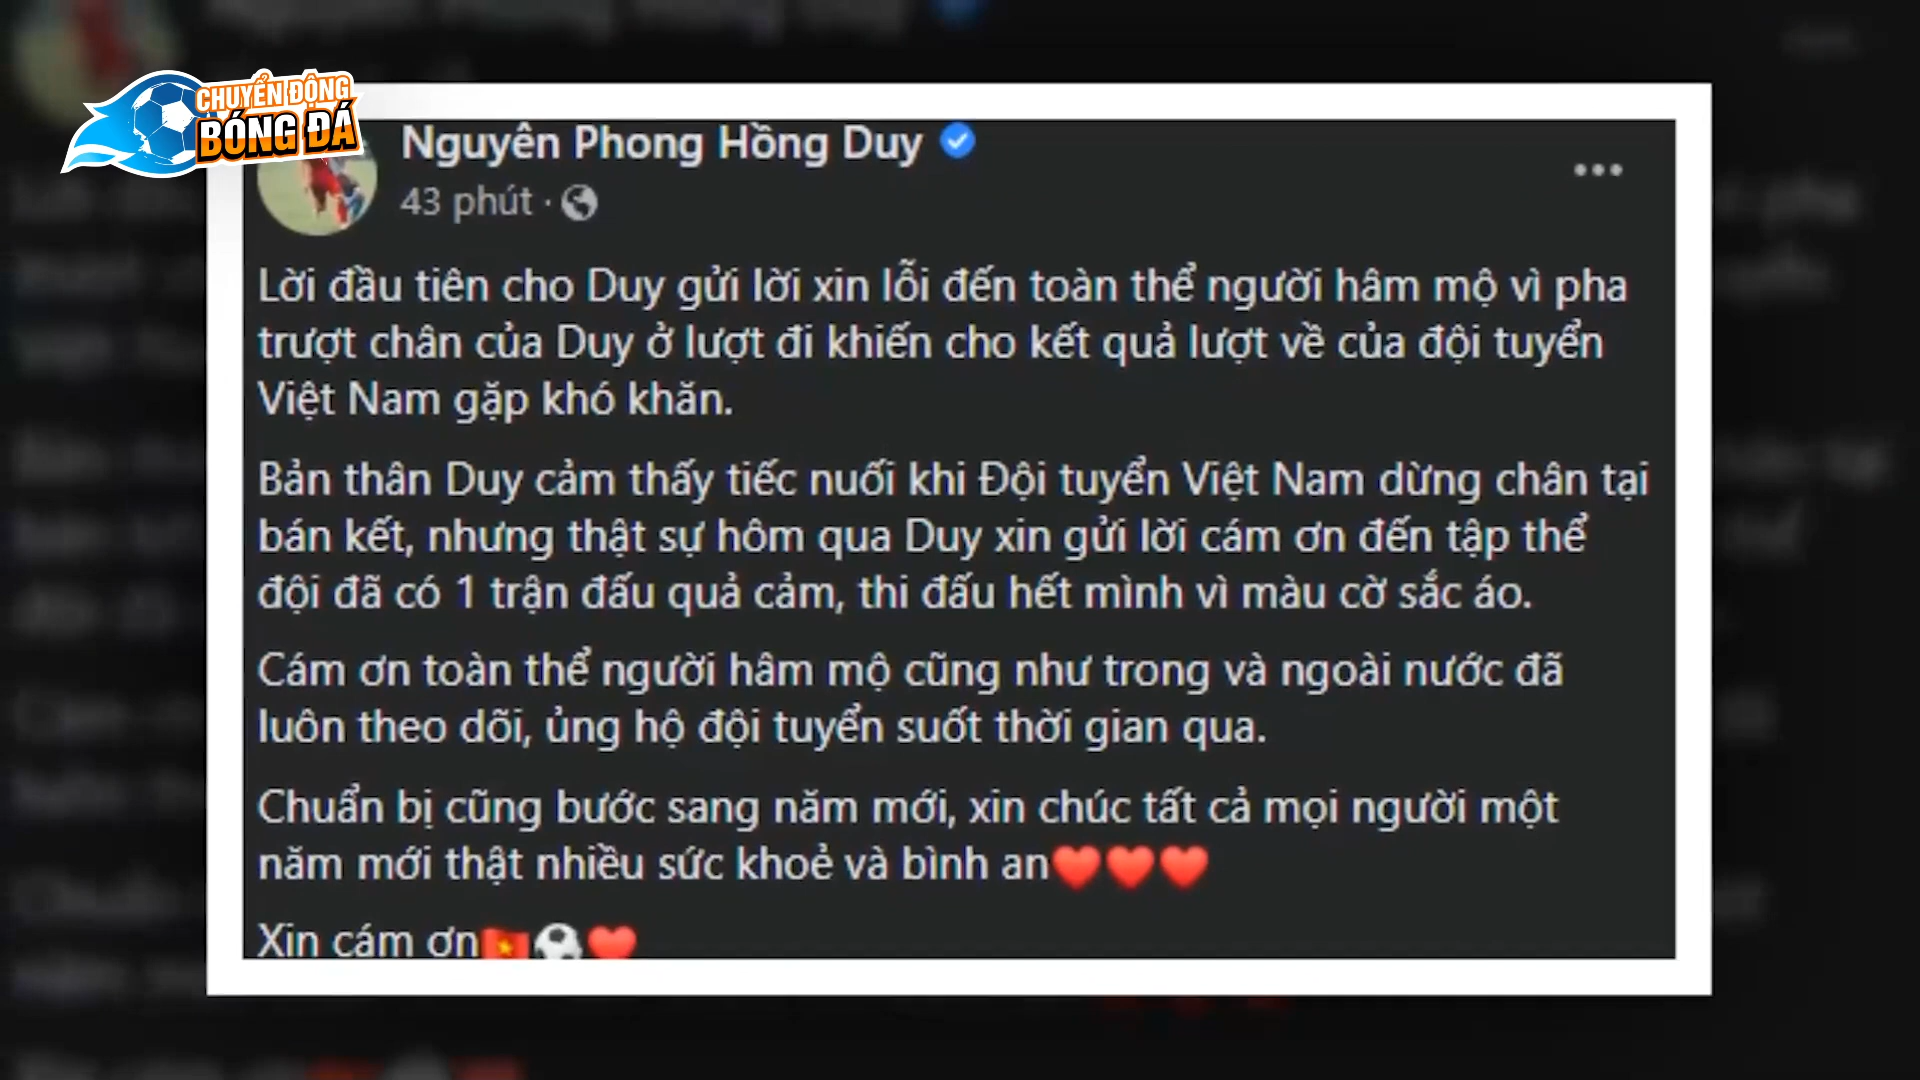 CHUYỂN ĐỘNG
BÓNG ĐÁ
Nguyên Phong Hồng Duy
43 phút ·
Lời đầu tiên cho Duy gửi lời xin lỗi đến toàn thể người hâm mộ vì pha
trượt chân của Duy ở lượt đi khiến cho kết quả lượt về của đội tuyển
Việt Nam gặp khó khăn.
Bản thân Duy cảm thấy tiếc nuối khi Đội tuyển Việt Nam dừng chân tại
bán kết, nhưng thật sự hôm qua Duy xin gửi lời cám ơn đến tập thể
đội đã có 1 trận đấu quả cảm, thi đấu hết mình vì màu cờ sắc áo.
Cám ơn toàn thể người hâm mộ cũng như trong và ngoài nước đã
luôn theo dõi, ủng hộ đội tuyển suốt thời gian qua.
Chuẩn bị cũng bước sang năm mới, xin chúc tất cả mọi người một
năm mới thật nhiều sức khoẻ và bình an❤️❤️❤️
Xin cám ơn🇻🇳⚽❤️